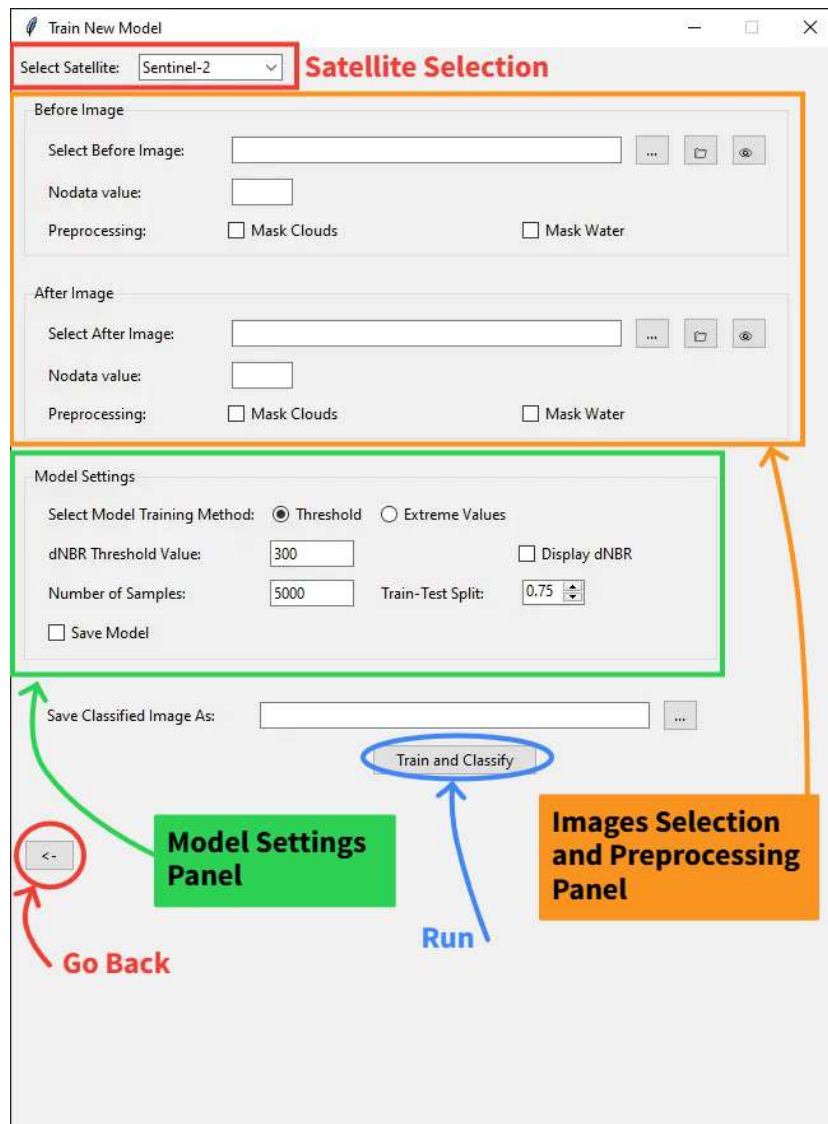 Train New Model
Select Satellite: Sentinel-2 Satellite Selection
Before Image
Select Before Image: ...
Nodata value:
Preprocessing: Mask Clouds Mask Water
After Image
Select After Image: ...
Nodata value:
Preprocessing: Mask Clouds Mask Water
Model Settings
Select Model Training Method: Threshold Extreme Values
dNBR Threshold Value: 300 Display dNBR
Number of Samples: 5000 Train-Test Split: 0.75
Save Model
Save Classified Image As: ...
Train and Classify
Images Selection
and Preprocessing
Panel
Model Settings
Panel
<-
Run
Go Back